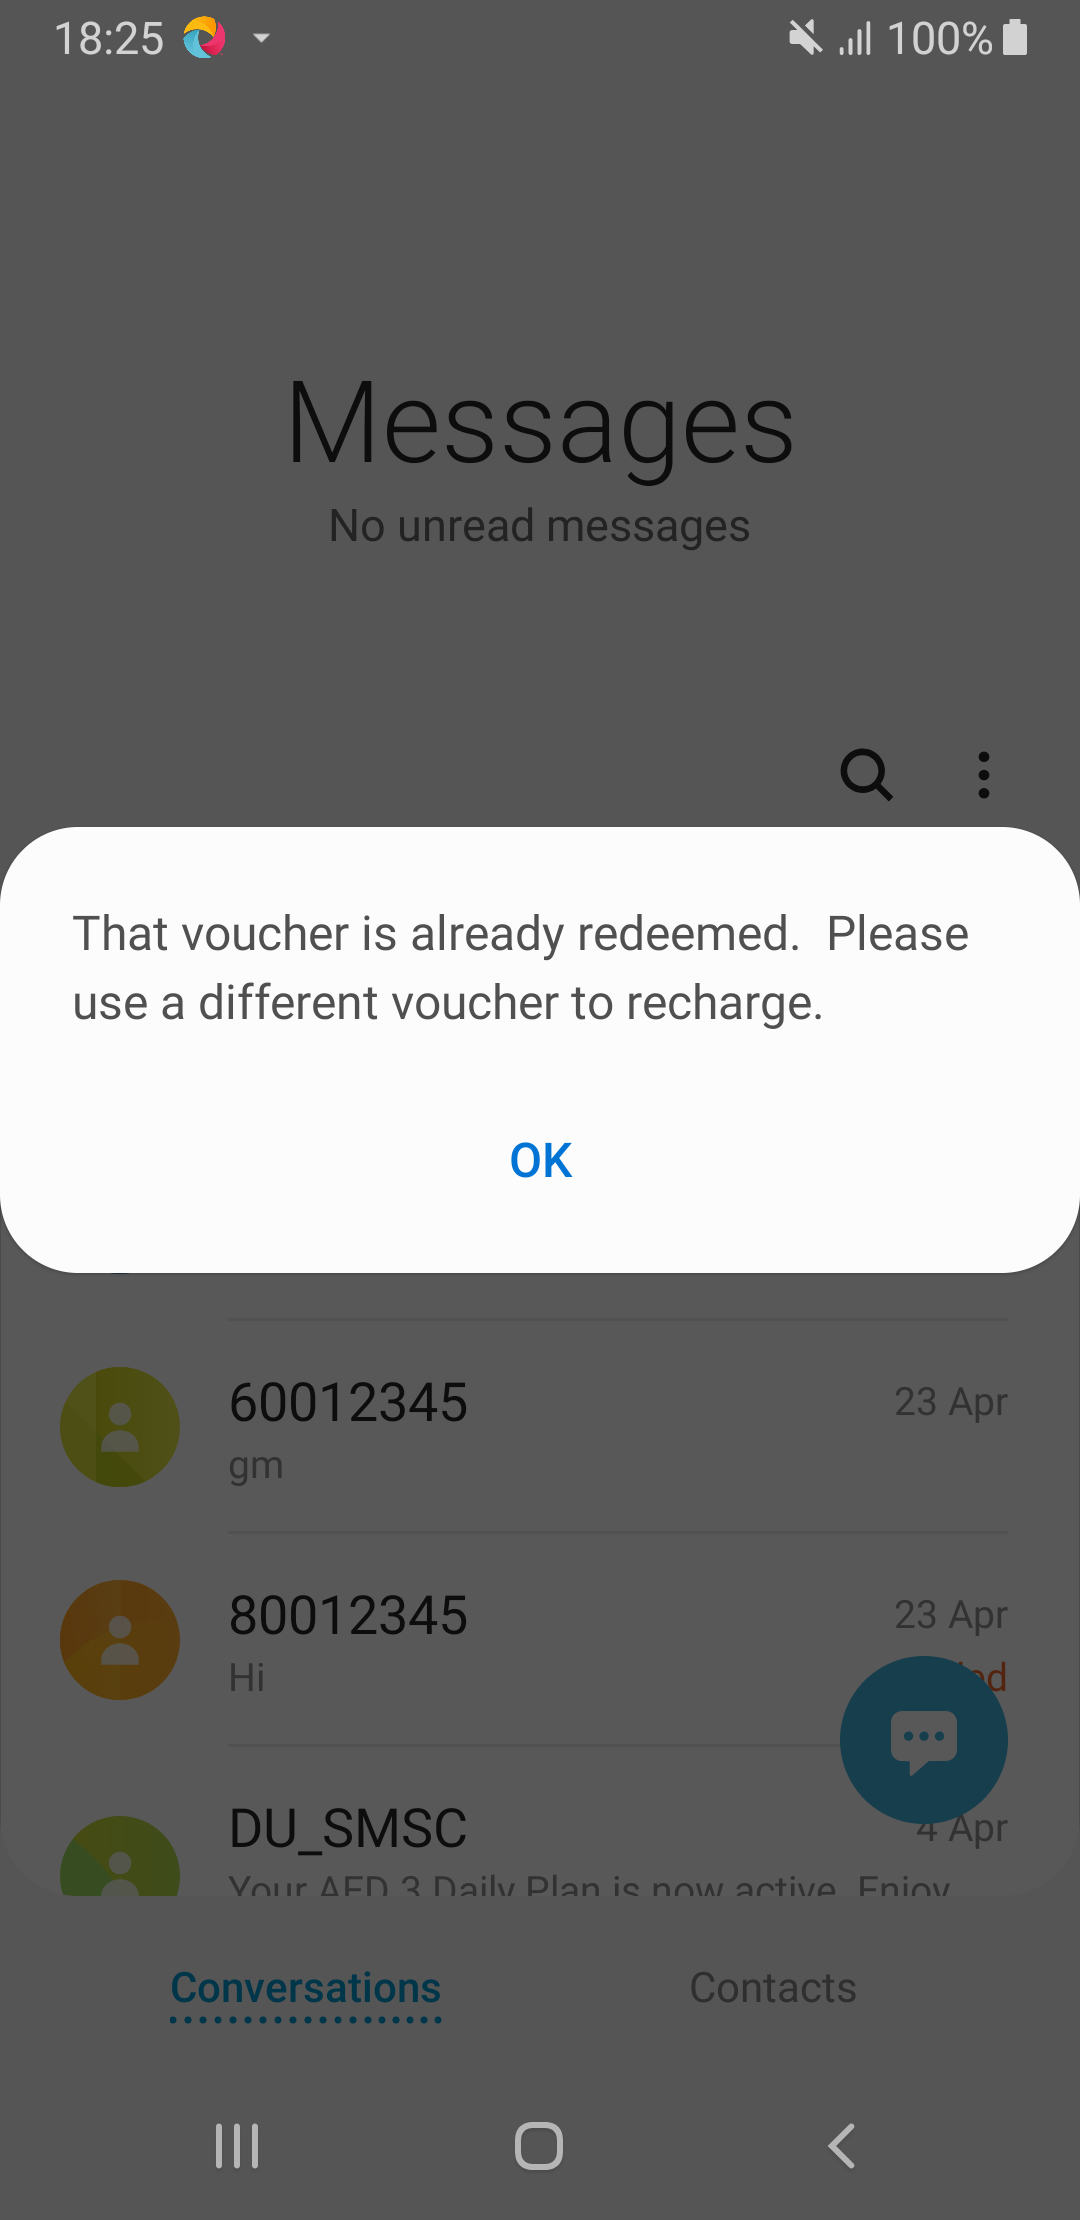 18:25
100%
Messages
No unread messages
That voucher is already redeemed.  Please
use a different voucher to recharge.
OK
60012345
23 Apr
gm
80012345
23 Apr
Hi
DU_SMSC
4 Apr
Your AED 3 Daily Plan is now active. Enjoy
Conversations
Contacts